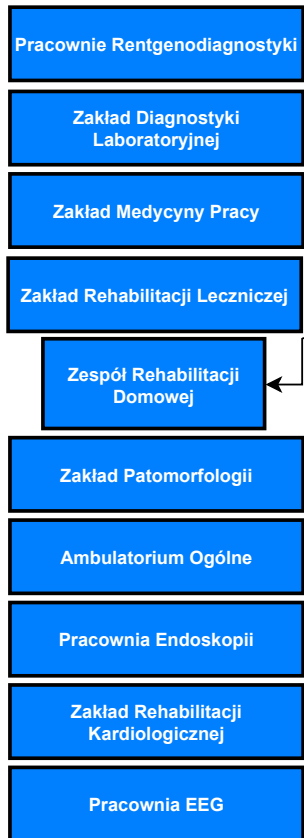 Pracownie Rentgenodiagnostyki
Zakład Diagnostyki
Laboratoryjnej
Zakład Medycyny Pracy
Zakład Rehabilitacji Leczniczej
Zespół Rehabilitacji
Domowej
Zakład Patomorfologii
Ambulatorium Ogólne
Pracownia Endoskopii
Zakład Rehabilitacji
Kardiologicznej
Pracownia EEG